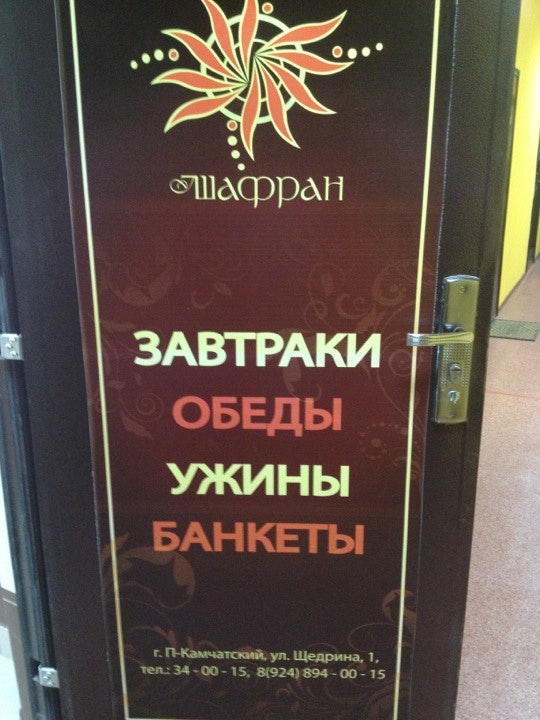 Шафран
ЗАВТРАКИ
ОБЕДЫ
УЖИНЫ
БАНКЕТЫ
г. П-Камчатский, ул. Щедрина, 1,
тел.: 34 - 00 - 15, 8(924) 894 - 00 - 15